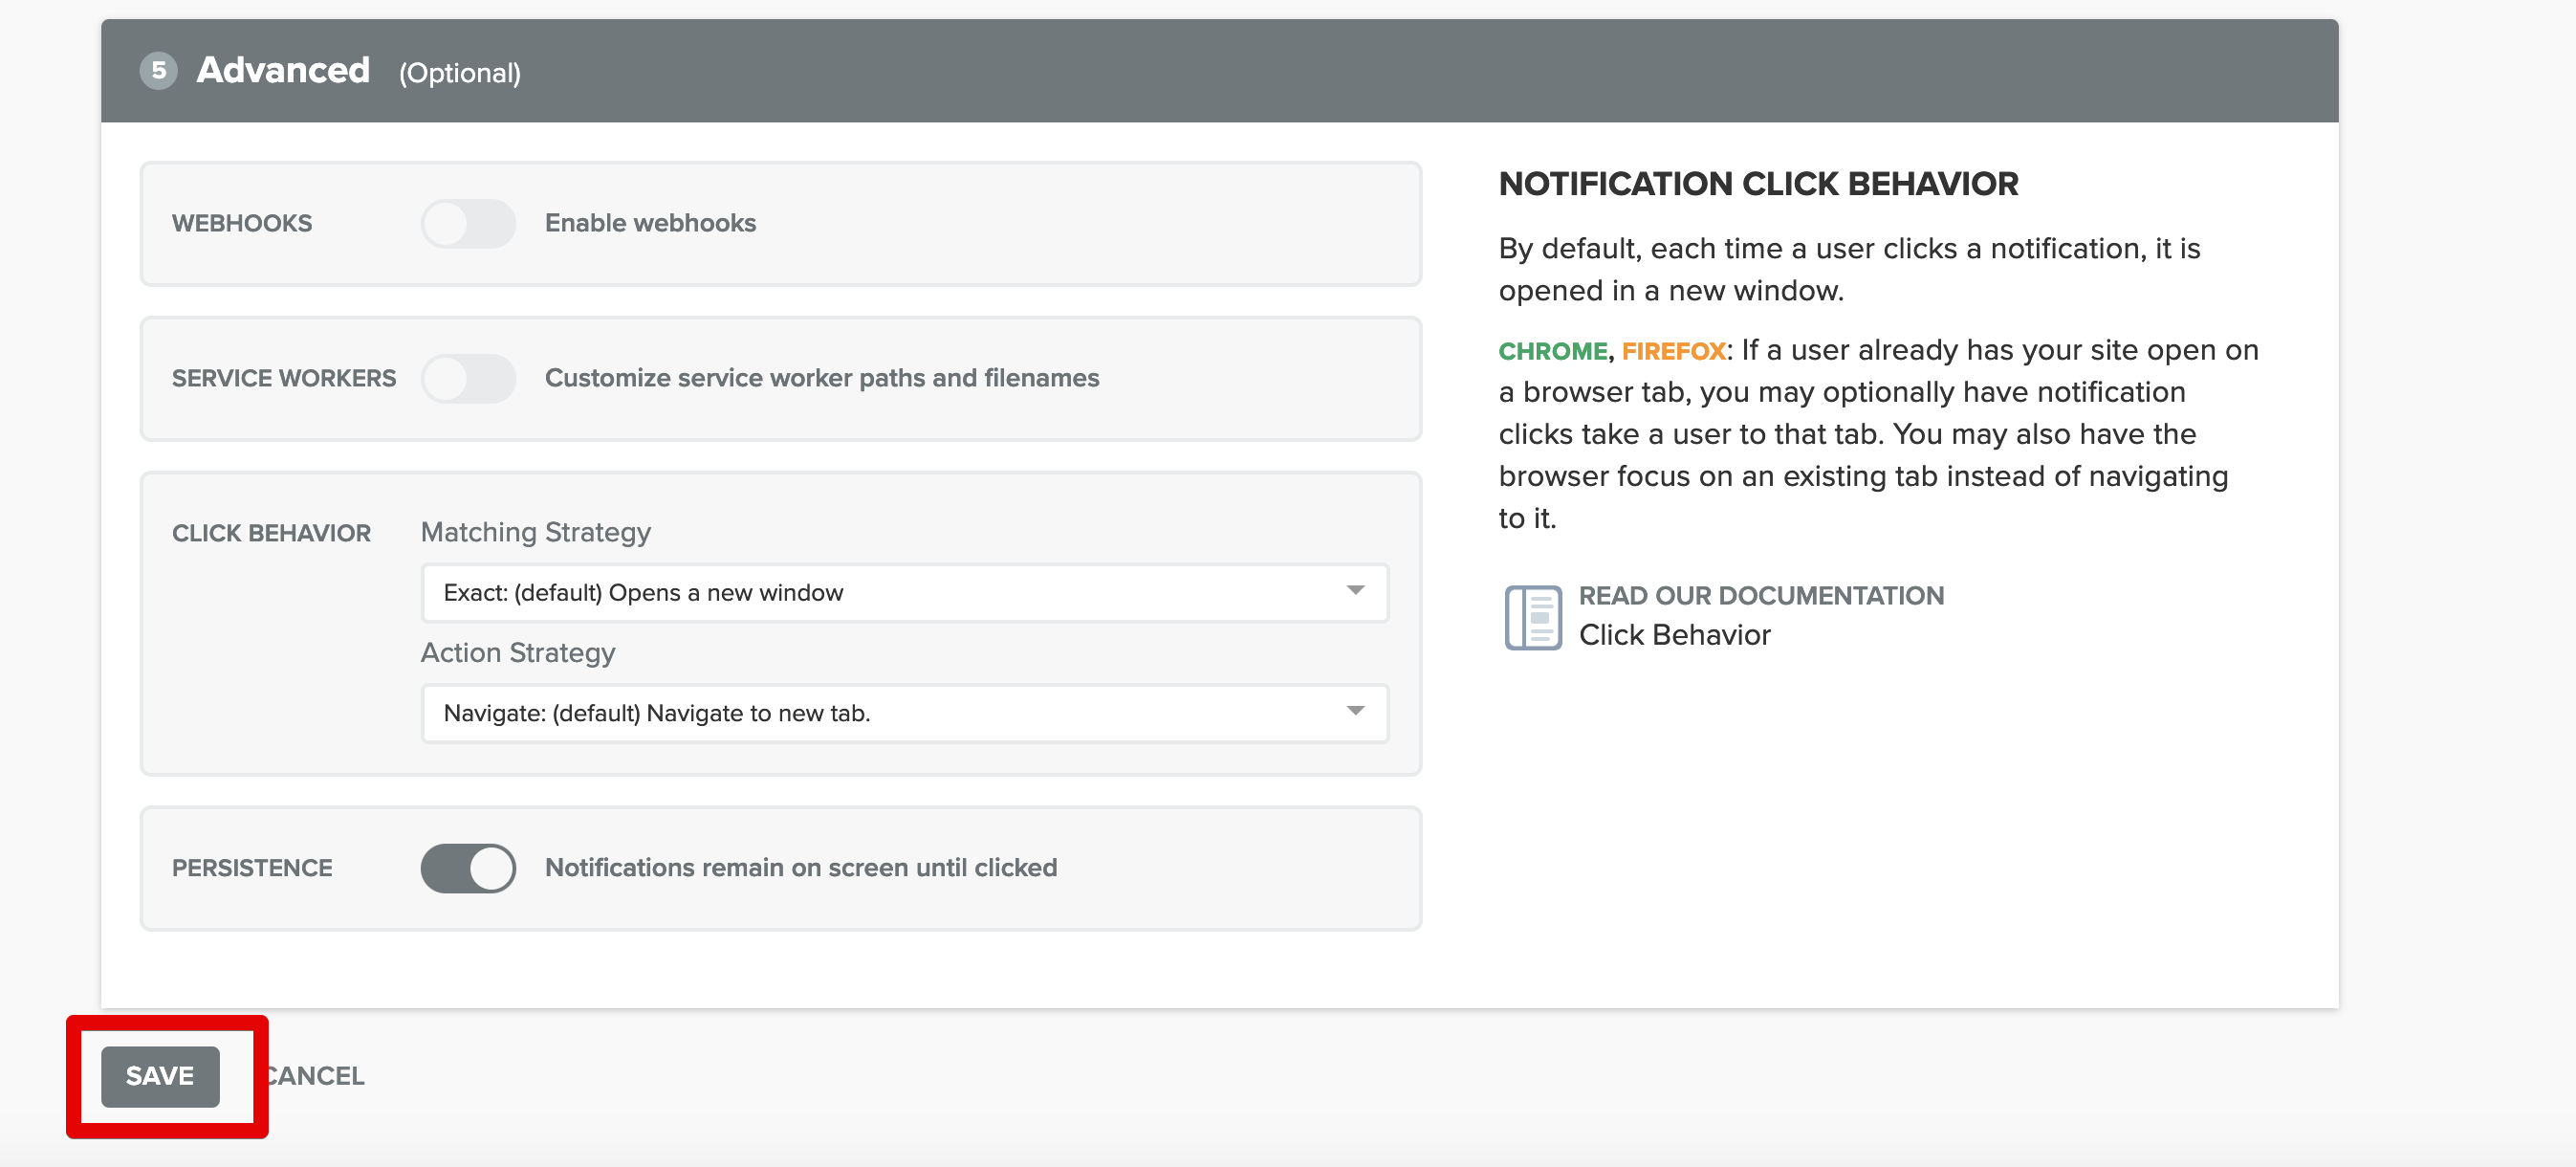 5 Advanced (Optional)
WEBHOOKS Enable webhooks
SERVICE WORKERS Customize service worker paths and filenames
CLICK BEHAVIOR Matching Strategy
Exact: (default) Opens a new window
Action Strategy
Navigate: (default) Navigate to new tab.
PERSISTENCE Notifications remain on screen until clicked
NOTIFICATION CLICK BEHAVIOR
By default, each time a user clicks a notification, it is
opened in a new window.
CHROME, FIREFOX: If a user already has your site open on
a browser tab, you may optionally have notification
clicks take a user to that tab. You may also have the
browser focus on an existing tab instead of navigating
to it.
READ OUR DOCUMENTATION
Click Behavior
SAVE CANCEL